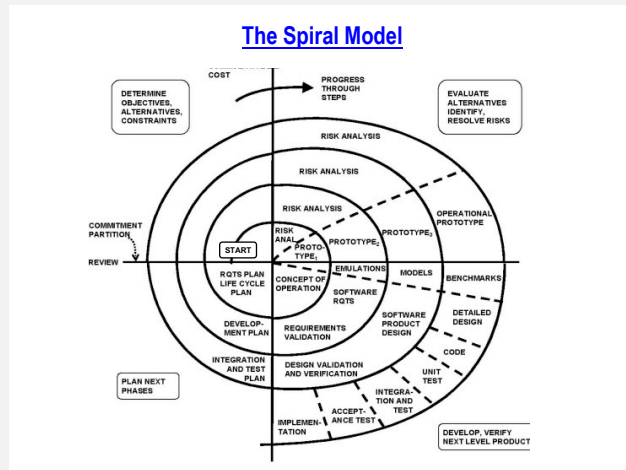 The Spiral Model
COST
PROGRESS
THROUGH
STEPS
DETERMINE
OBJECTIVES,
ALTERNATIVES,
CONSTRAINTS
EVALUATE
ALTERNATIVES
IDENTIFY,
RESOLVE RISKS
RISK ANALYSIS
RISK ANALYSIS
RISK ANALYSIS
RISK
ANAL.
COMMITMENT
PARTITION
REVIEW
START
PROTO-
TYPE1
PROTOTYPE2
PROTOTYPE3
OPERATIONAL
PROTOTYPE
RQTS PLAN
LIFE CYCLE
PLAN
CONCEPT OF
OPERATION
EMULATIONS
MODELS
BENCHMARKS
SOFTWARE
RQTS
SOFTWARE
PRODUCT
DESIGN
DETAILED
DESIGN
DEVELOP-
MENT PLAN
REQUIREMENTS
VALIDATION
CODE
INTEGRATION
AND TEST
PLAN
DESIGN VALIDATION
AND VERIFICATION
UNIT
TEST
INTEGRA-
TION AND
TEST
ACCEPT-
ANCE TEST
IMPLEMEN-
TATION
PLAN NEXT
PHASES
DEVELOP, VERIFY
NEXT LEVEL PRODUCT